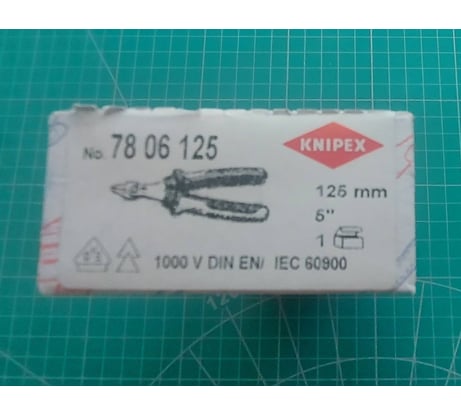 No. 78 06 125
KNIPEX
125 mm
5"
1
1000 V DIN EN/ IEC 60900